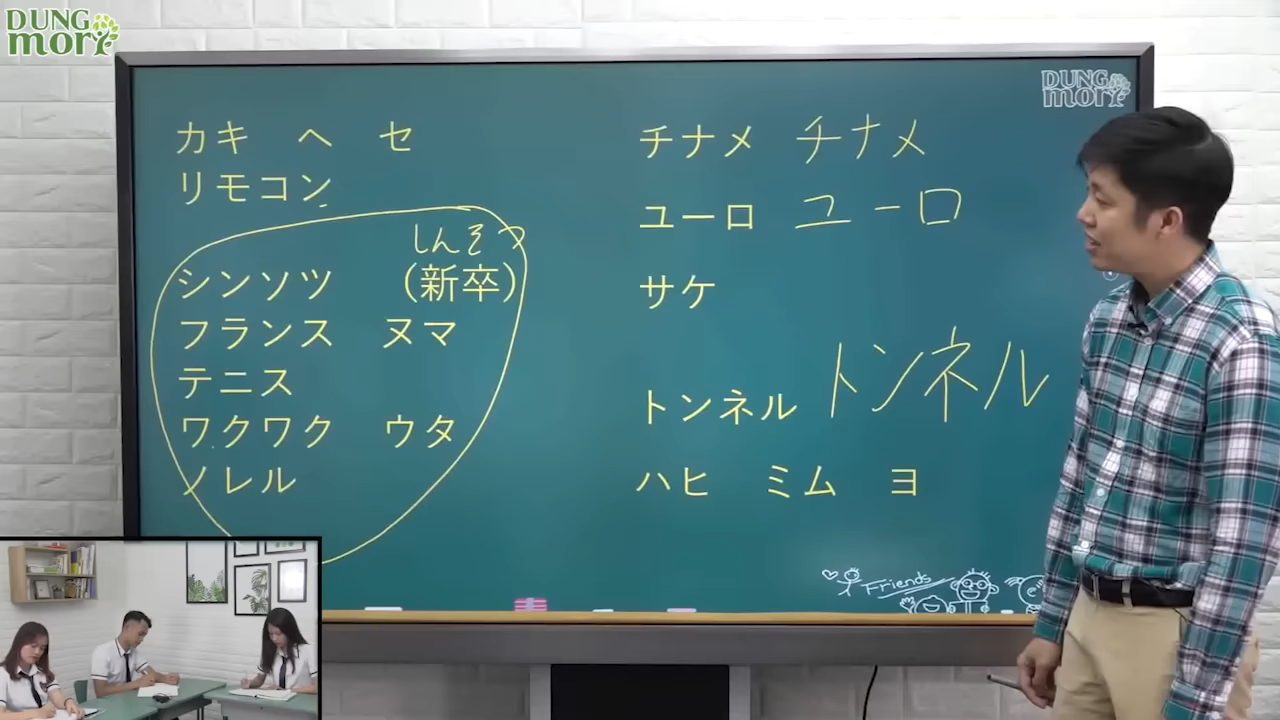 DUNG
mori
DUNG
mori
カキ ヘ セ
リモコン
しんそつ
シンソツ (新卒)
フランス ヌマ
テニス
ワクワク ウタ
ノレル
チナメ チナメ
ユーロ ユーロ
サケ
トンネル トンネル
ハヒ ミム ヨ
Friends